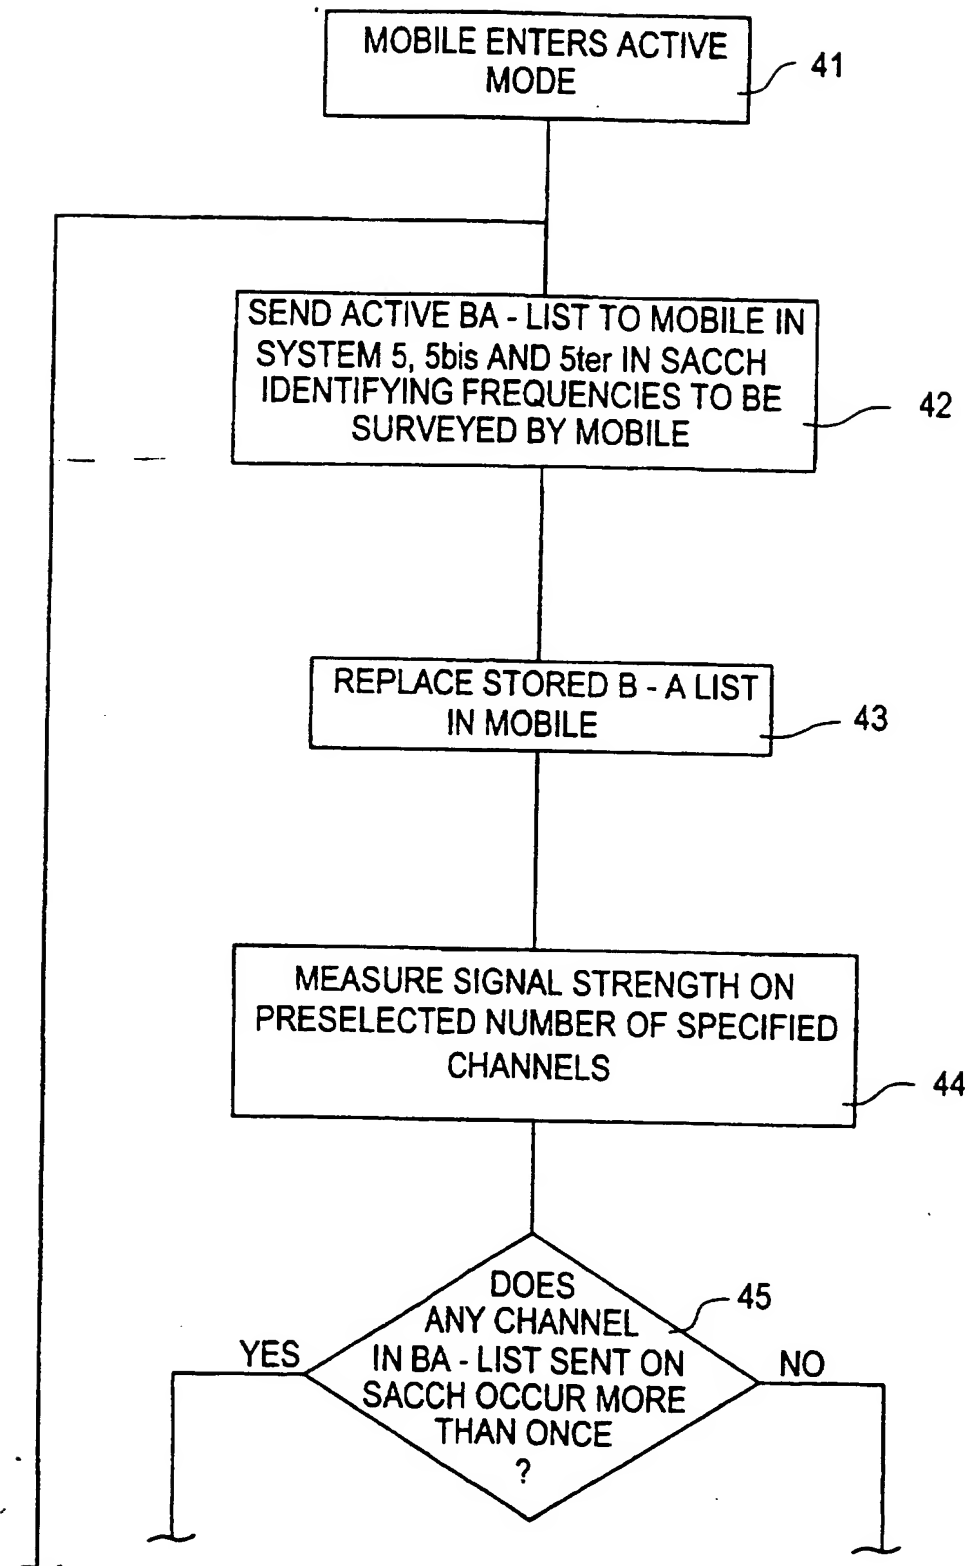 MOBILE ENTERS ACTIVE
MODE
41
SEND ACTIVE BA - LIST TO MOBILE IN
SYSTEM 5, 5bis AND 5ter IN SACCH
IDENTIFYING FREQUENCIES TO BE
SURVEYED BY MOBILE
42
REPLACE STORED B - A LIST
IN MOBILE
43
MEASURE SIGNAL STRENGTH ON
PRESELECTED NUMBER OF SPECIFIED
CHANNELS
44
DOES
ANY CHANNEL
IN BA - LIST SENT ON
SACCH OCCUR MORE
THAN ONCE
?
45
YES
NO